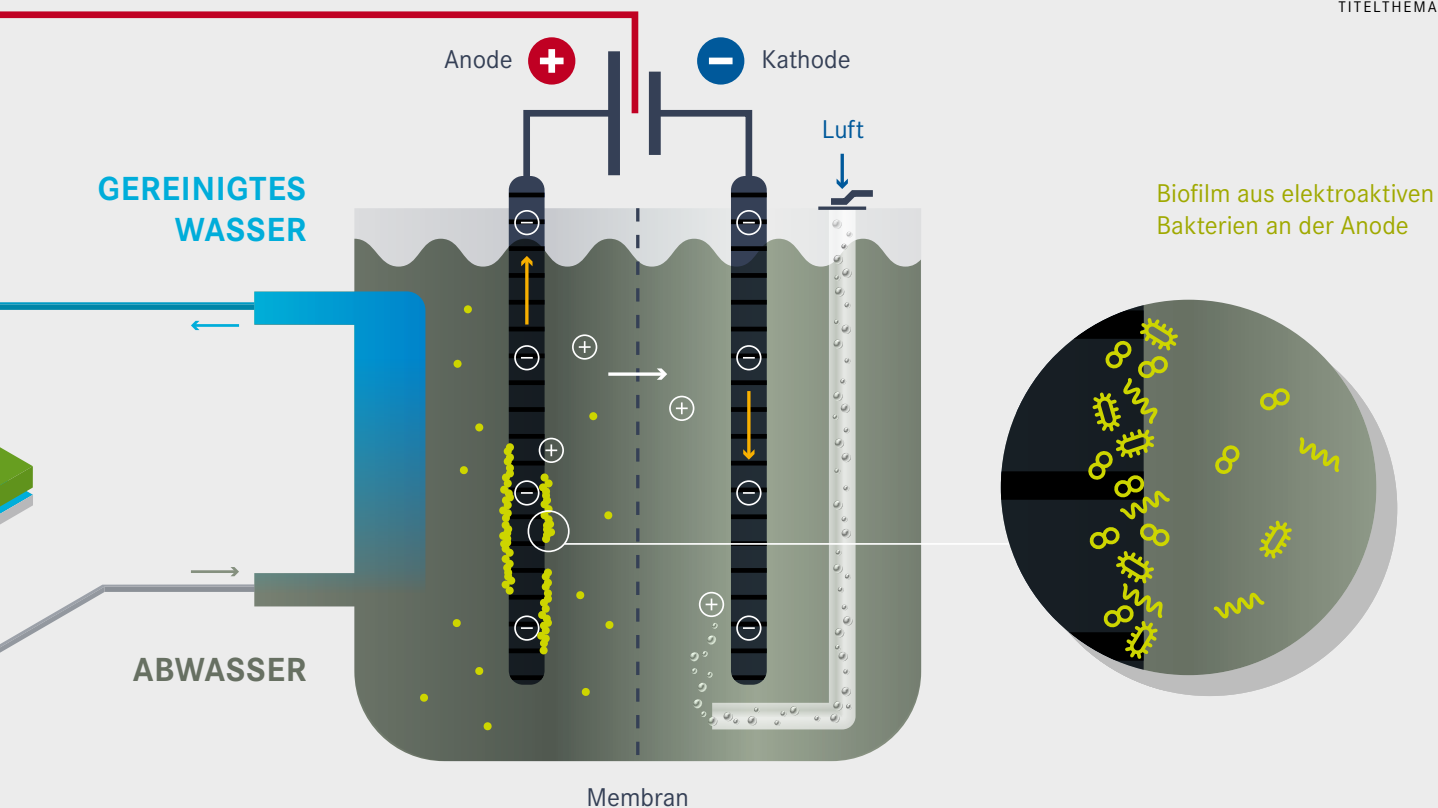 TITELTHEMA
Anode
Kathode
Luft
GEREINIGTES
WASSER
Biofilm aus elektroaktiven
Bakterien an der Anode
ABWASSER
Membran